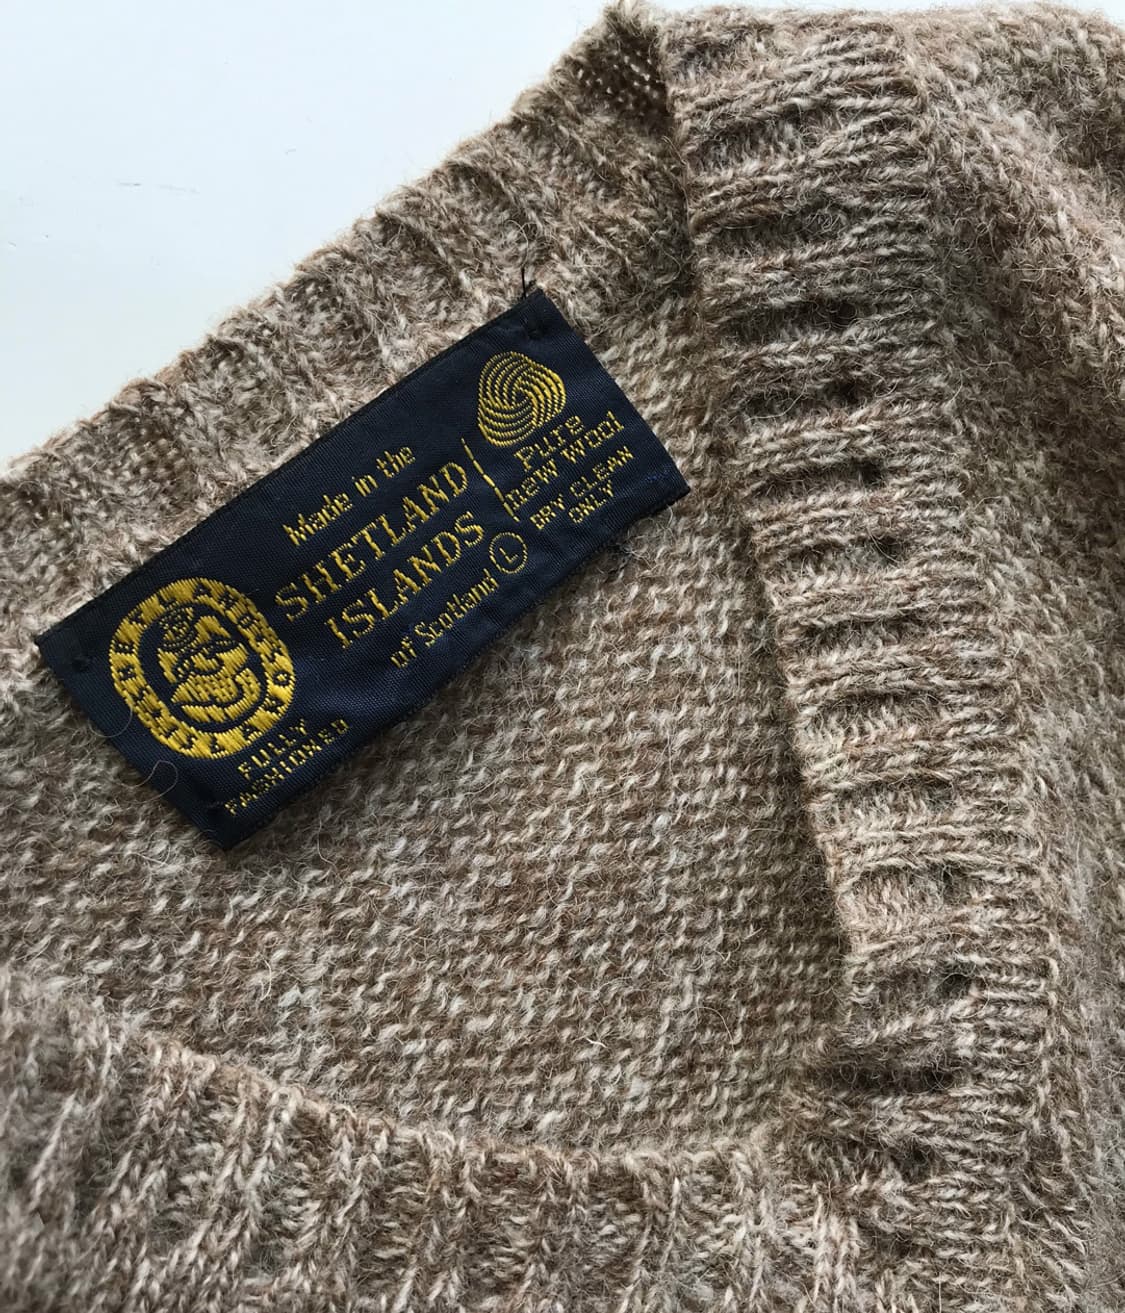 Made in the
SHETLAND
ISLANDS
of Scotland L
Pure
new wool
DRY CLEAN
ONLY
FULLY
FASHIONED